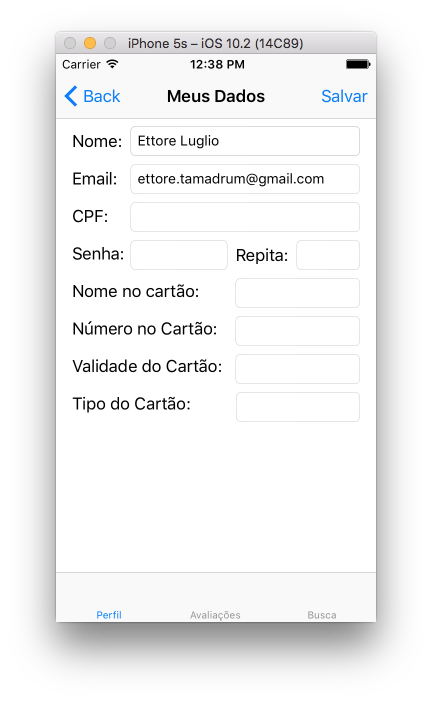 iPhone 5s – iOS 10.2 (14C89)
Carrier 12:38 PM
Back Meus Dados Salvar
Nome: Ettore Luglio
Email: ettore.tamadrum@gmail.com
CPF:
Senha: Repita:
Nome no cartão:
Número no Cartão:
Validade do Cartão:
Tipo do Cartão:
Perfil Avaliações Busca